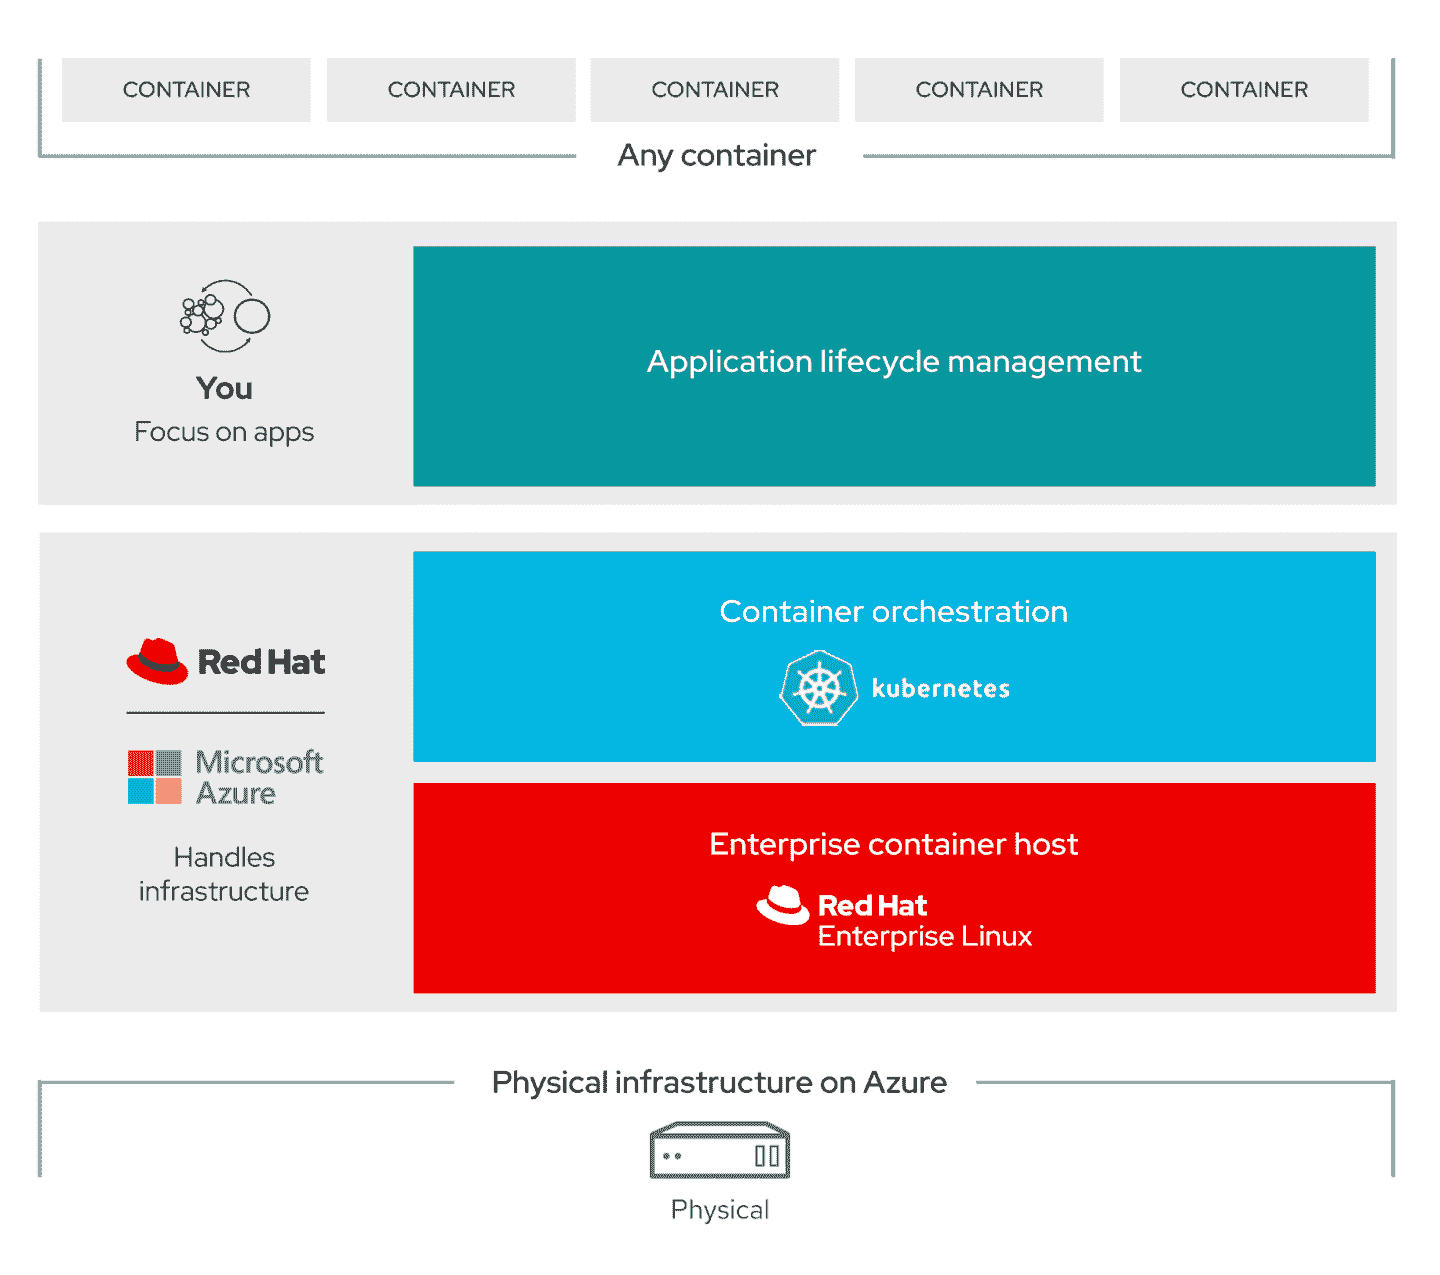 CONTAINER CONTAINER CONTAINER CONTAINER CONTAINER
Any container
You
Focus on apps
Application lifecycle management
Red Hat
Microsoft
Azure
Handles
infrastructure
Container orchestration
kubernetes
Enterprise container host
Red Hat
Enterprise Linux
Physical infrastructure on Azure
Physical